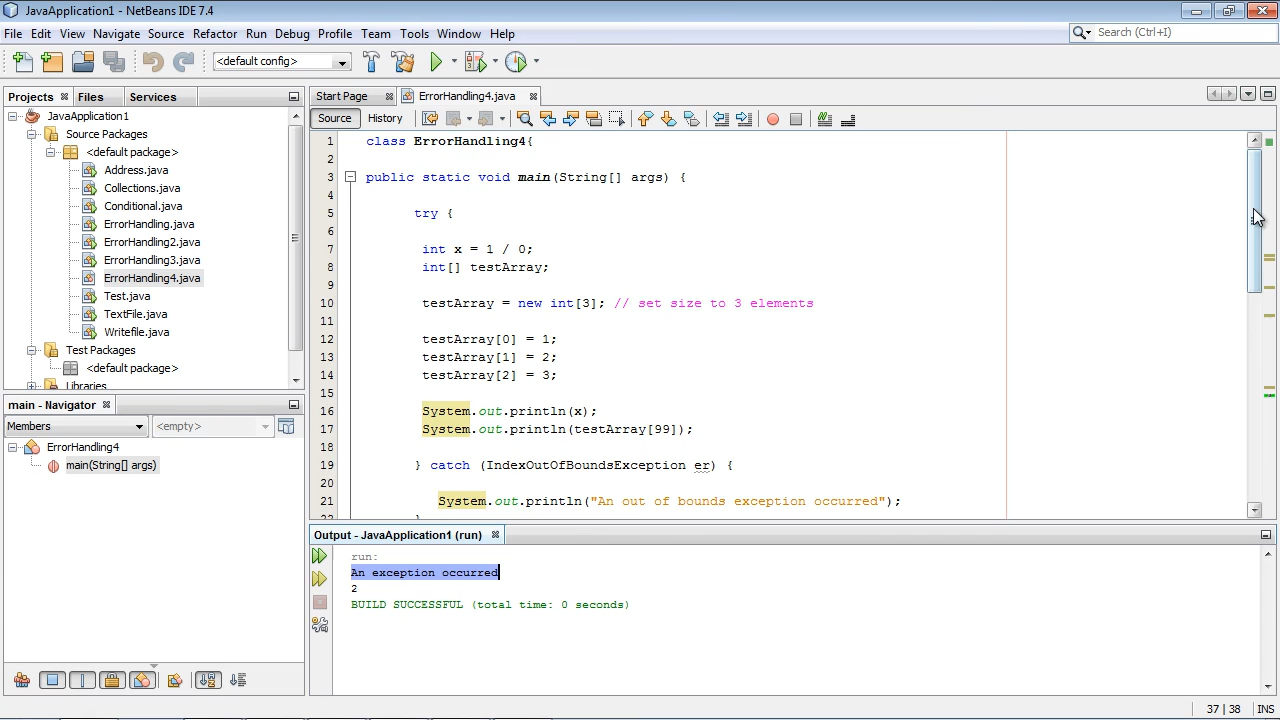 JavaApplication1 - NetBeans IDE 7.4
File Edit View Navigate Source Refactor Run Debug Profile Team Tools Window Help
Search (Ctrl+I)
<default config>
Projects Files Services
JavaApplication1
Source Packages
<default package>
Address.java
Collections.java
Conditional.java
ErrorHandling.java
ErrorHandling2.java
ErrorHandling3.java
ErrorHandling4.java
Test.java
TextFile.java
Writefile.java
Test Packages
<default package>
Libraries
main - Navigator
Members <empty>
ErrorHandling4
main(String[] args)
Start Page ErrorHandling4.java
Source History
1 class ErrorHandling4{
2
3 public static void main(String[] args) {
4
5 try {
6
7 int x = 1 / 0;
8 int[] testArray;
9
10 testArray = new int[3]; // set size to 3 elements
11
12 testArray[0] = 1;
13 testArray[1] = 2;
14 testArray[2] = 3;
15
16 System.out.println(x);
17 System.out.println(testArray[99]);
18
19 } catch (IndexOutOfBoundsException er) {
20
21 System.out.println("An out of bounds exception occurred");
22 }
Output - JavaApplication1 (run)
run:
An exception occurred
2
BUILD SUCCESSFUL (total time: 0 seconds)
37 | 38 INS